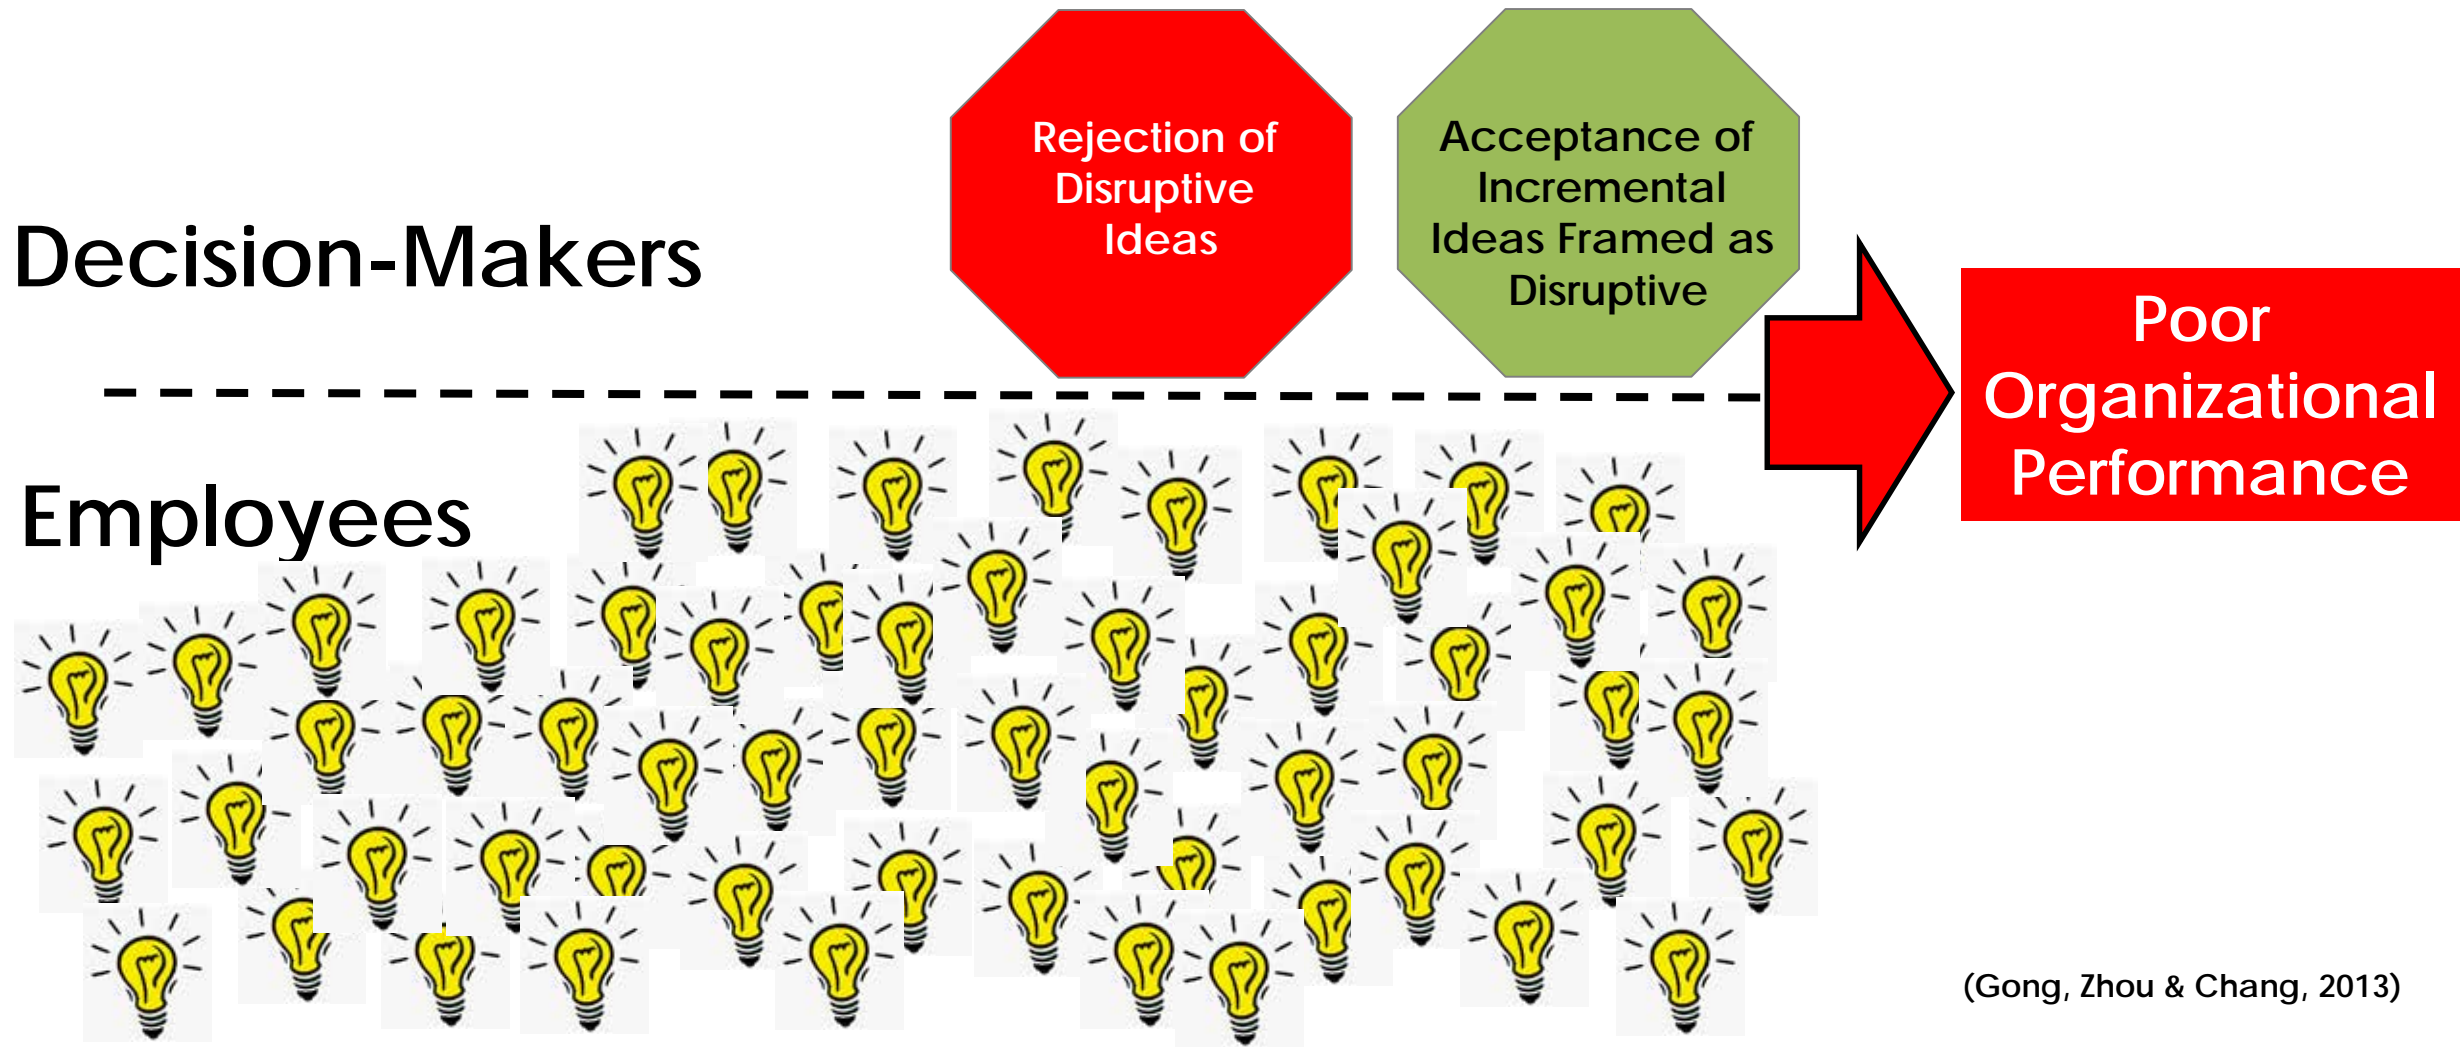 Rejection of
Disruptive
Ideas
Acceptance of
Incremental
Ideas Framed as
Disruptive
Decision-Makers
Poor
Organizational
Performance
Employees
(Gong, Zhou & Chang, 2013)